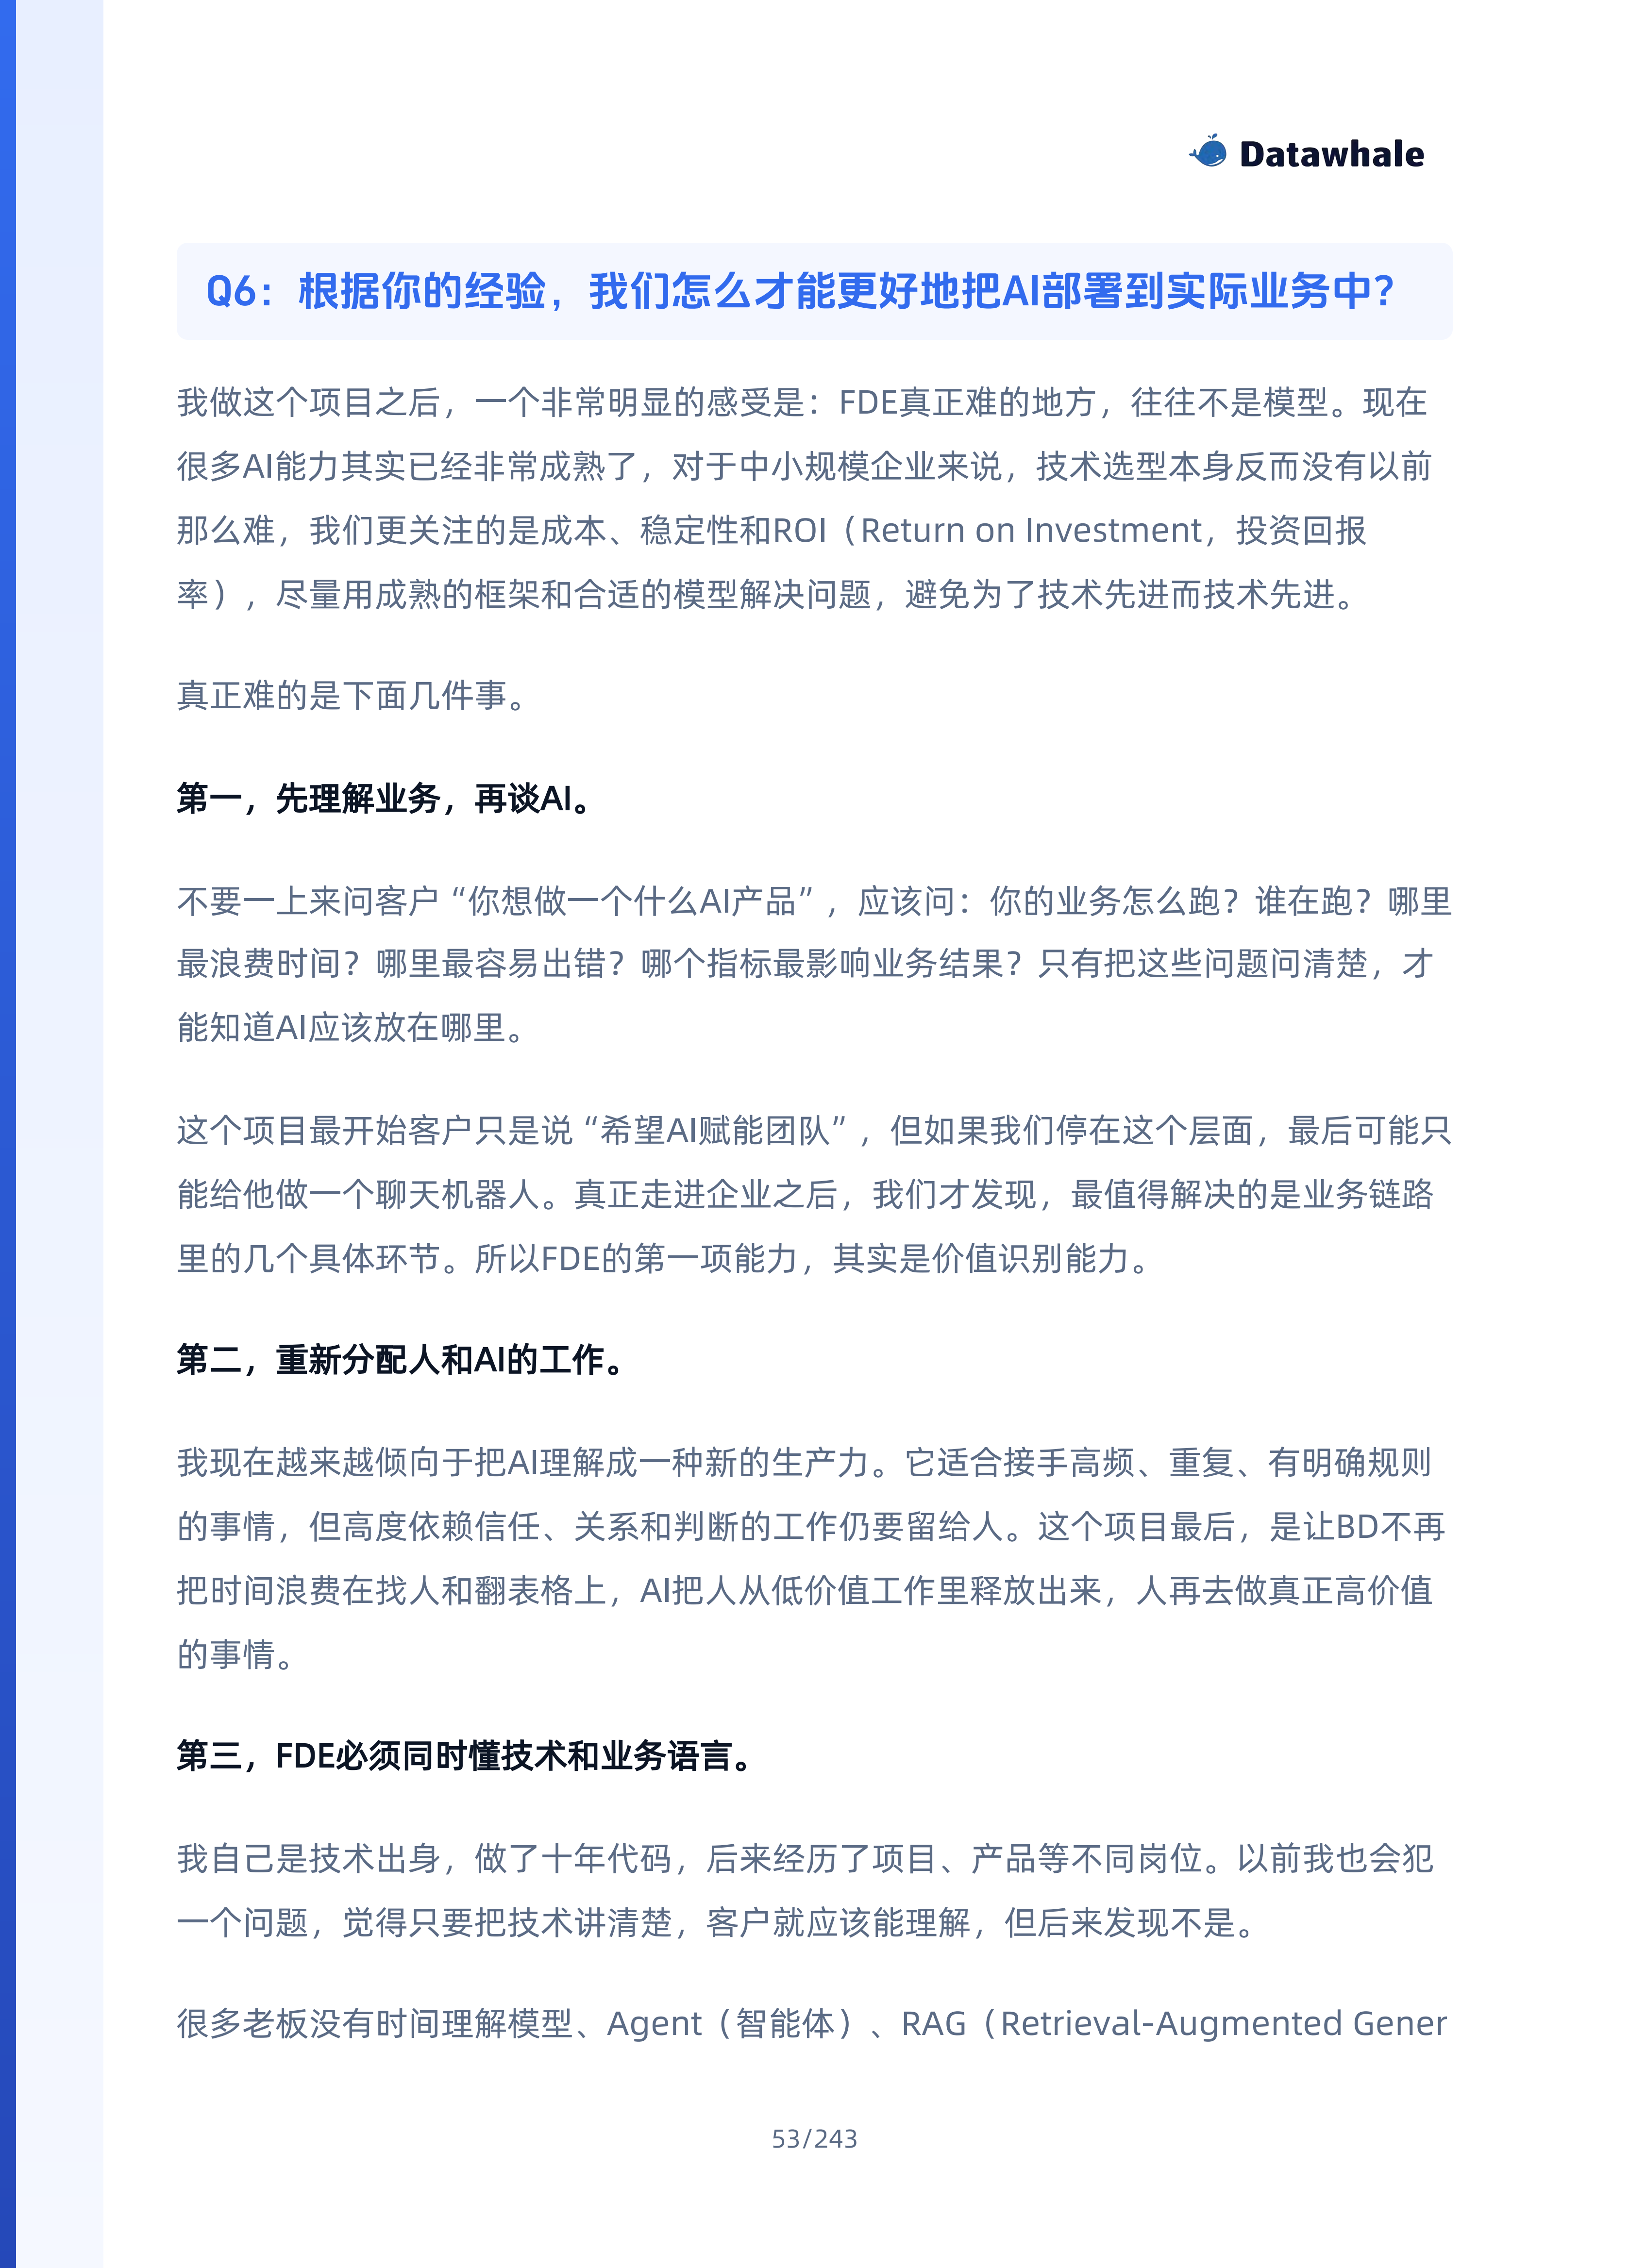 Datawhale
Q6：根据你的经验，我们怎么才能更好地把AI部署到实际业务中？
我做这个项目之后，一个非常明显的感受是：FDE真正难的地方，往往不是模型。现在
很多AI能力其实已经非常成熟了，对于中小规模企业来说，技术选型本身反而没有以前
那么难，我们更关注的是成本、稳定性和ROI（Return on Investment，投资回报
率），尽量用成熟的框架和合适的模型解决问题，避免为了技术先进而技术先进。
真正难的是下面几件事。
第一，先理解业务，再谈AI。
不要一上来问客户“你想做一个什么AI产品”，应该问：你的业务怎么跑？谁在跑？哪里
最浪费时间？哪里最容易出错？哪个指标最影响业务结果？只有把这些问题问清楚，才
能知道AI应该放在哪里。
这个项目最开始客户只是说“希望AI赋能团队”，但如果我们停在这个层面，最后可能只
能给他做一个聊天机器人。真正走进企业之后，我们才发现，最值得解决的是业务链路
里的几个具体环节。所以FDE的第一项能力，其实是价值识别能力。
第二，重新分配人和AI的工作。
我现在越来越倾向于把AI理解成一种新的生产力。它适合接手高频、重复、有明确规则
的事情，但高度依赖信任、关系和判断的工作仍要留给人。这个项目最后，是让BD不再
把时间浪费在找人和翻表格上，AI把人从低价值工作里释放出来，人再去做真正高价值
的事情。
第三，FDE必须同时懂技术和业务语言。
我自己是技术出身，做了十年代码，后来经历了项目、产品等不同岗位。以前我也会犯
一个问题，觉得只要把技术讲清楚，客户就应该能理解，但后来发现不是。
很多老板没有时间理解模型、Agent（智能体）、RAG（Retrieval-Augmented Gener
53/243